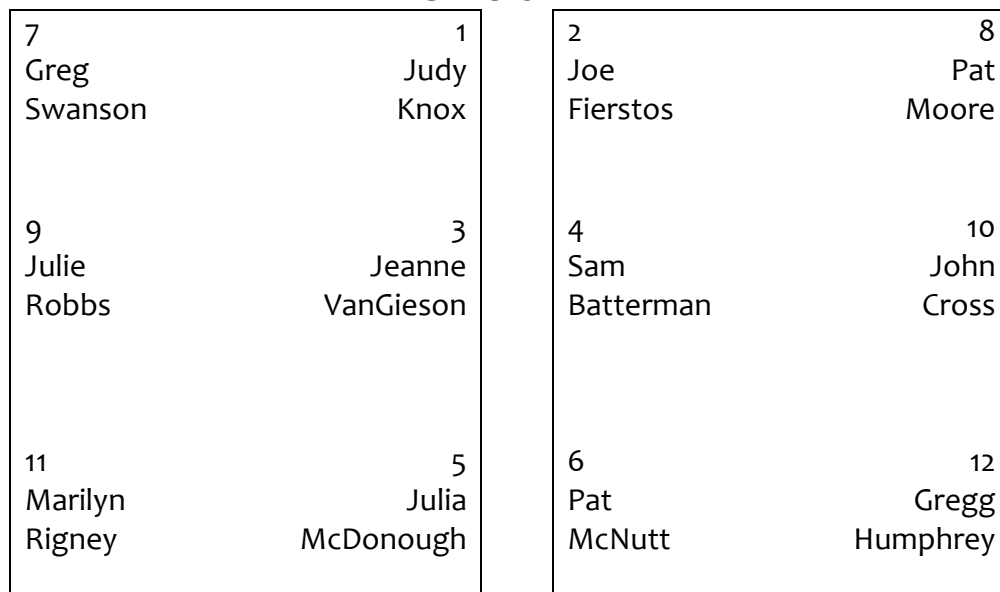 7 1
Greg Judy
Swanson Knox
9 3
Julie Jeanne
Robbs VanGieson
11 5
Marilyn Julia
Rigney McDonough
2 8
Joe Pat
Fierstos Moore
4 10
Sam John
Batterman Cross
6 12
Pat Gregg
McNutt Humphrey